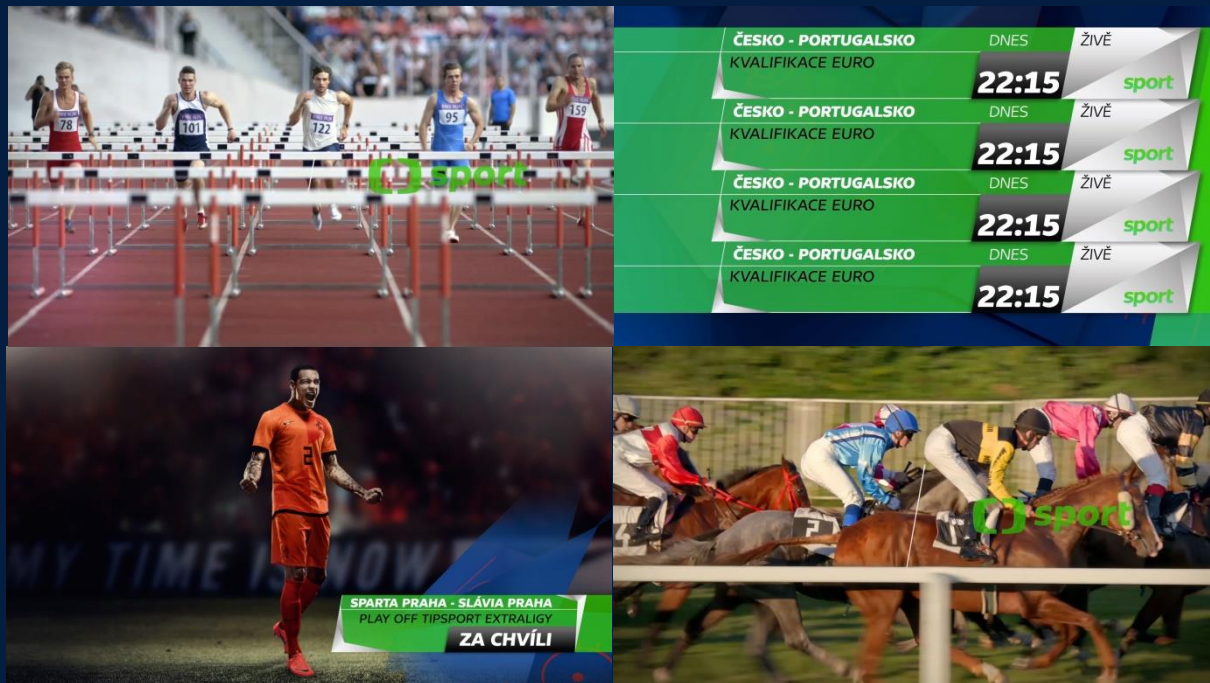 78
101
122
95
159
sport
ČESKO - PORTUGALSKO DNES ŽIVĚ
KVALIFIKACE EURO
22:15
sport
ČESKO - PORTUGALSKO DNES ŽIVĚ
KVALIFIKACE EURO
22:15
sport
ČESKO - PORTUGALSKO DNES ŽIVĚ
KVALIFIKACE EURO
22:15
sport
ČESKO - PORTUGALSKO DNES ŽIVĚ
KVALIFIKACE EURO
22:15
sport
2
MY TIME IS NOW
SPARTA PRAHA - SLÁVIA PRAHA
PLAY OFF TIPSPORT EXTRALIGY
ZA CHVÍLI
sport